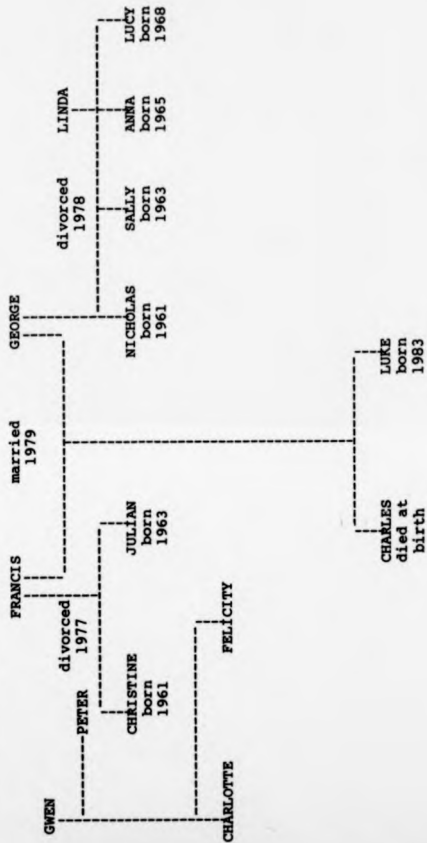 FRANCIS married GEORGE
1979
divorced LINDA
1978
divorced
1977
GWEN PETER
CHRISTINE JULIAN NICHOLAS SALLY ANNA LUCY
born born born born born born
1961 1963 1961 1963 1965 1968
CHARLOTTE FELICITY
CHARLES LUKE
died at born
birth 1983